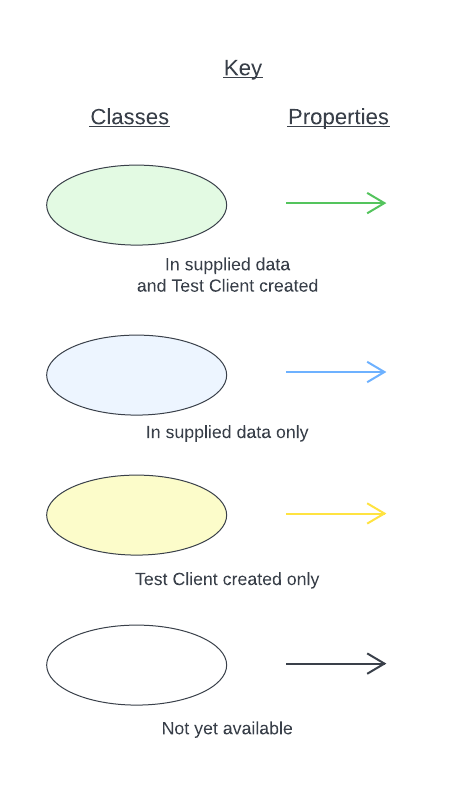 Key
Classes
Properties
In supplied data
and Test Client created
In supplied data only
Test Client created only
Not yet available